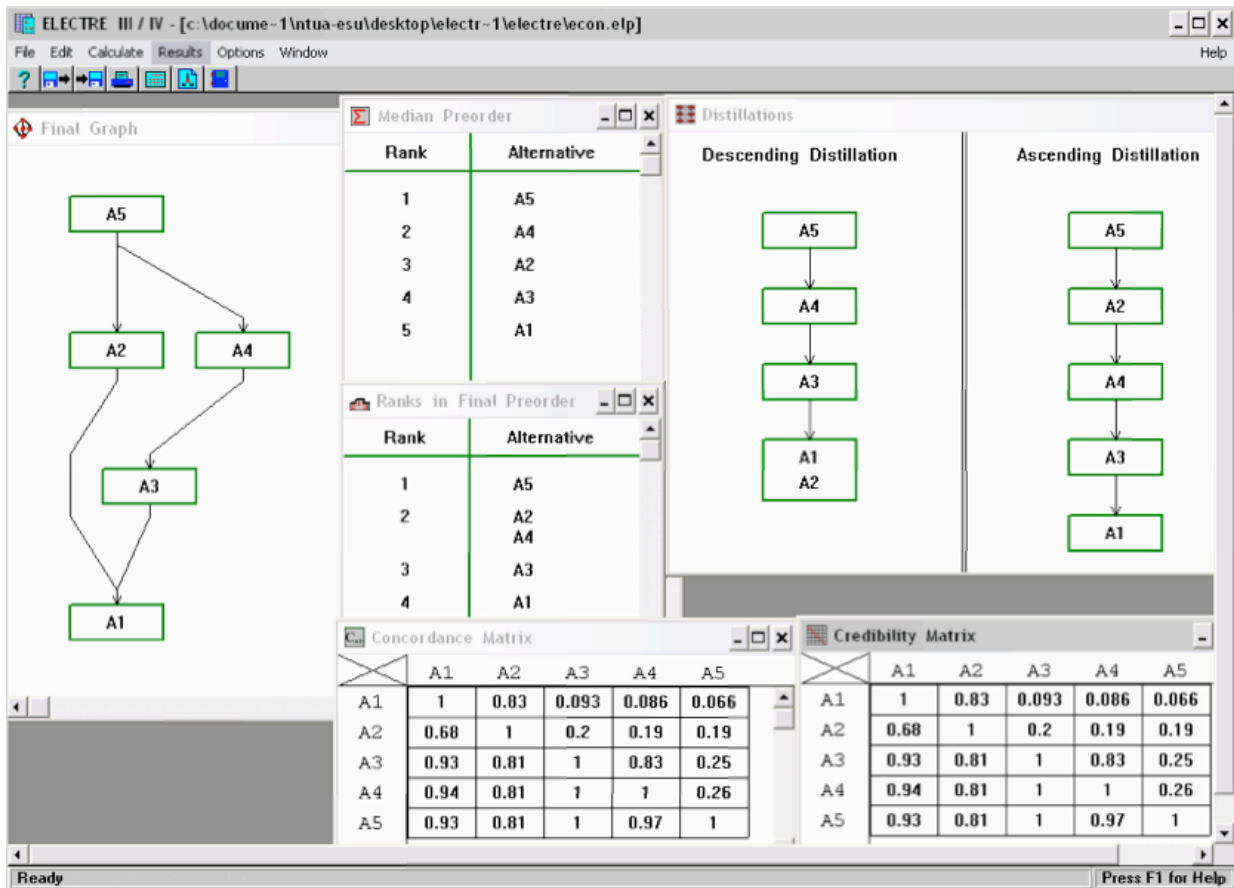 ELECTRE III / IV - [c:\docume~1\ntua-esu\desktop\electr~1\electre\econ.elp]
File Edit Calculate Results Options Window Help
Final Graph
A5
A2 A4
A3
A1
Median Preorder
Rank Alternative
1 A5
2 A4
3 A2
4 A3
5 A1
Ranks in Final Preorder
Rank Alternative
1 A5
2 A2
A4
3 A3
4 A1
Distillations
Descending Distillation
A5
A4
A3
A1
A2
Ascending Distillation
A5
A2
A4
A3
A1
Concordance Matrix
A1 A2 A3 A4 A5
A1 1 0.83 0.093 0.086 0.066
A2 0.68 1 0.2 0.19 0.19
A3 0.93 0.81 1 0.83 0.25
A4 0.94 0.81 1 1 0.26
A5 0.93 0.81 1 0.97 1
Credibility Matrix
A1 A2 A3 A4 A5
A1 1 0.83 0.093 0.086 0.066
A2 0.68 1 0.2 0.19 0.19
A3 0.93 0.81 1 0.83 0.25
A4 0.94 0.81 1 1 0.26
A5 0.93 0.81 1 0.97 1
Ready Press F1 for Help